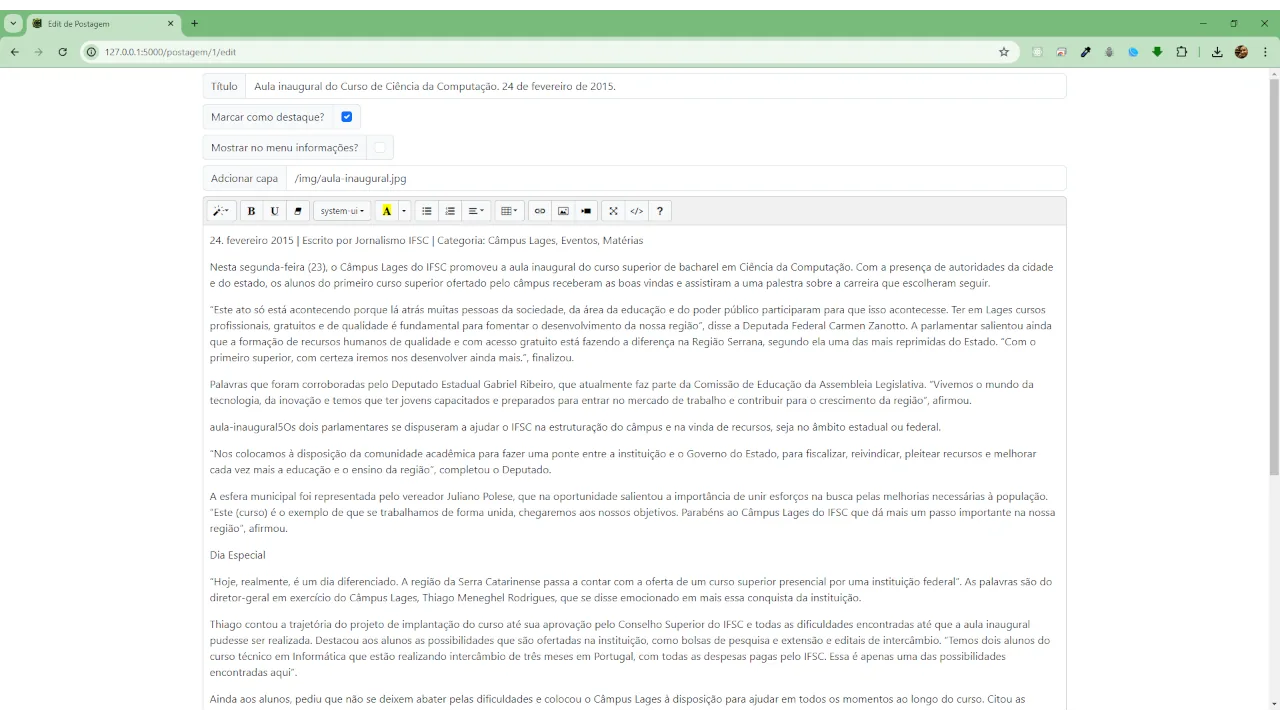 Edit de Postagem
127.0.0.1:5000/postagem/1/edit
Título Aula inaugural do Curso de Ciência da Computação. 24 de fevereiro de 2015.
Marcar como destaque?
Mostrar no menu informações?
Adcionar capa /img/aula-inaugural.jpg
B U system-ui A </> ?
24. fevereiro 2015 | Escrito por Jornalismo IFSC | Categoria: Câmpus Lages, Eventos, Matérias
Nesta segunda-feira (23), o Câmpus Lages do IFSC promoveu a aula inaugural do curso superior de bacharel em Ciência da Computação. Com a presença de autoridades da cidade
e do estado, os alunos do primeiro curso superior ofertado pelo câmpus receberam as boas vindas e assistiram a uma palestra sobre a carreira que escolheram seguir.
“Este ato só está acontecendo porque lá atrás muitas pessoas da sociedade, da área da educação e do poder público participaram para que isso acontecesse. Ter em Lages cursos
profissionais, gratuitos e de qualidade é fundamental para fomentar o desenvolvimento da nossa região”, disse a Deputada Federal Carmen Zanotto. A parlamentar salientou ainda
que a formação de recursos humanos de qualidade e com acesso gratuito está fazendo a diferença na Região Serrana, segundo ela uma das mais reprimidas do Estado. “Com o
primeiro superior, com certeza iremos nos desenvolver ainda mais.”, finalizou.
Palavras que foram corroboradas pelo Deputado Estadual Gabriel Ribeiro, que atualmente faz parte da Comissão de Educação da Assembleia Legislativa. “Vivemos o mundo da
tecnologia, da inovação e temos que ter jovens capacitados e preparados para entrar no mercado de trabalho e contribuir para o crescimento da região”, afirmou.
aula-inaugural5Os dois parlamentares se dispuseram a ajudar o IFSC na estruturação do câmpus e na vinda de recursos, seja no âmbito estadual ou federal.
“Nos colocamos à disposição da comunidade acadêmica para fazer uma ponte entre a instituição e o Governo do Estado, para fiscalizar, reivindicar, pleitear recursos e melhorar
cada vez mais a educação e o ensino da região”, completou o Deputado.
A esfera municipal foi representada pelo vereador Juliano Polese, que na oportunidade salientou a importância de unir esforços na busca pelas melhorias necessárias à população.
“Este (curso) é o exemplo de que se trabalhamos de forma unida, chegaremos aos nossos objetivos. Parabéns ao Câmpus Lages do IFSC que dá mais um passo importante na nossa
região”, afirmou.
Dia Especial
“Hoje, realmente, é um dia diferenciado. A região da Serra Catarinense passa a contar com a oferta de um curso superior presencial por uma instituição federal”. As palavras são do
diretor-geral em exercício do Câmpus Lages, Thiago Meneghel Rodrigues, que se disse emocionado em mais essa conquista da instituição.
Thiago contou a trajetória do projeto de implantação do curso até sua aprovação pelo Conselho Superior do IFSC e todas as dificuldades encontradas até que a aula inaugural
pudesse ser realizada. Destacou aos alunos as possibilidades que são ofertadas na instituição, como bolsas de pesquisa e extensão e editais de intercâmbio. “Temos dois alunos do
curso técnico em Informática que estão realizando intercâmbio de três meses em Portugal, com todas as despesas pagas pelo IFSC. Essa é apenas uma das possibilidades
encontradas aqui”.
Ainda aos alunos, pediu que não se deixem abater pelas dificuldades e colocou o Câmpus Lages à disposição para ajudar em todos os momentos ao longo do curso. Citou as